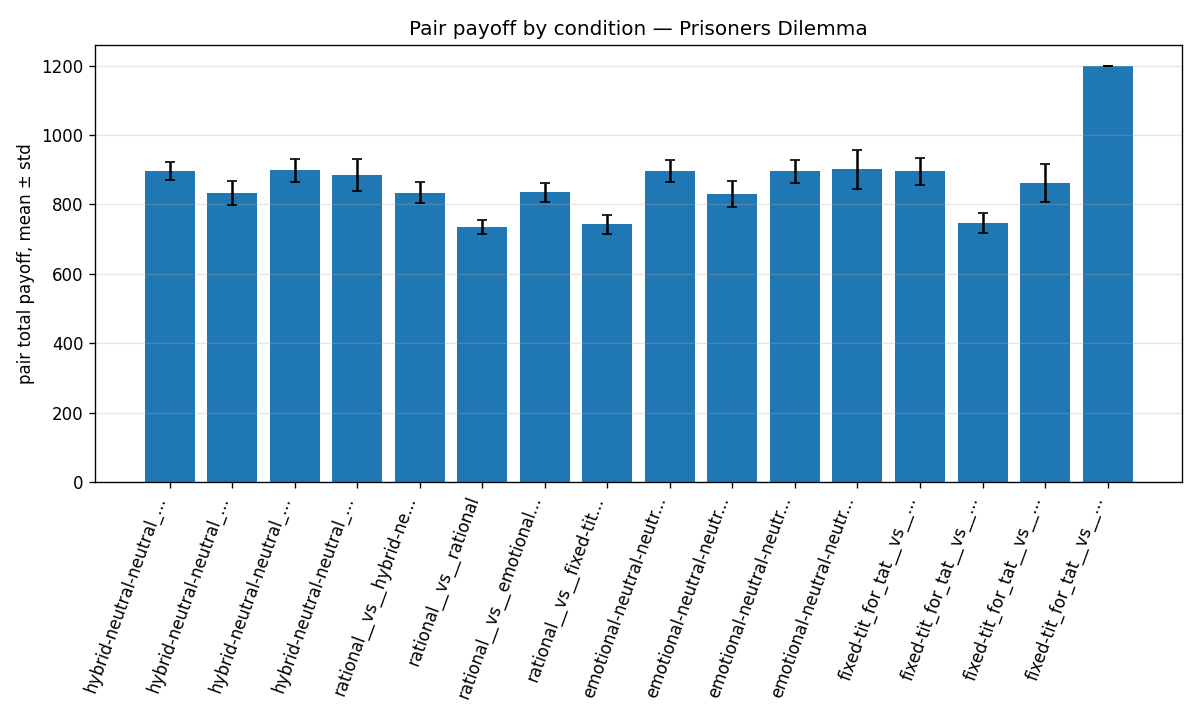 Pair payoff by condition — Prisoners Dilemma
pair total payoff, mean ± std
1200
1000
800
600
400
200
0
hybrid-neutral-neutral_...
hybrid-neutral-neutral_...
hybrid-neutral-neutral_...
hybrid-neutral-neutral_...
rational__vs__hybrid-ne...
rational__vs__rational
rational__vs__emotional...
rational__vs__fixed-tit...
emotional-neutral-neutr...
emotional-neutral-neutr...
emotional-neutral-neutr...
emotional-neutral-neutr...
fixed-tit_for_tat__vs__...
fixed-tit_for_tat__vs__...
fixed-tit_for_tat__vs__...
fixed-tit_for_tat__vs__...